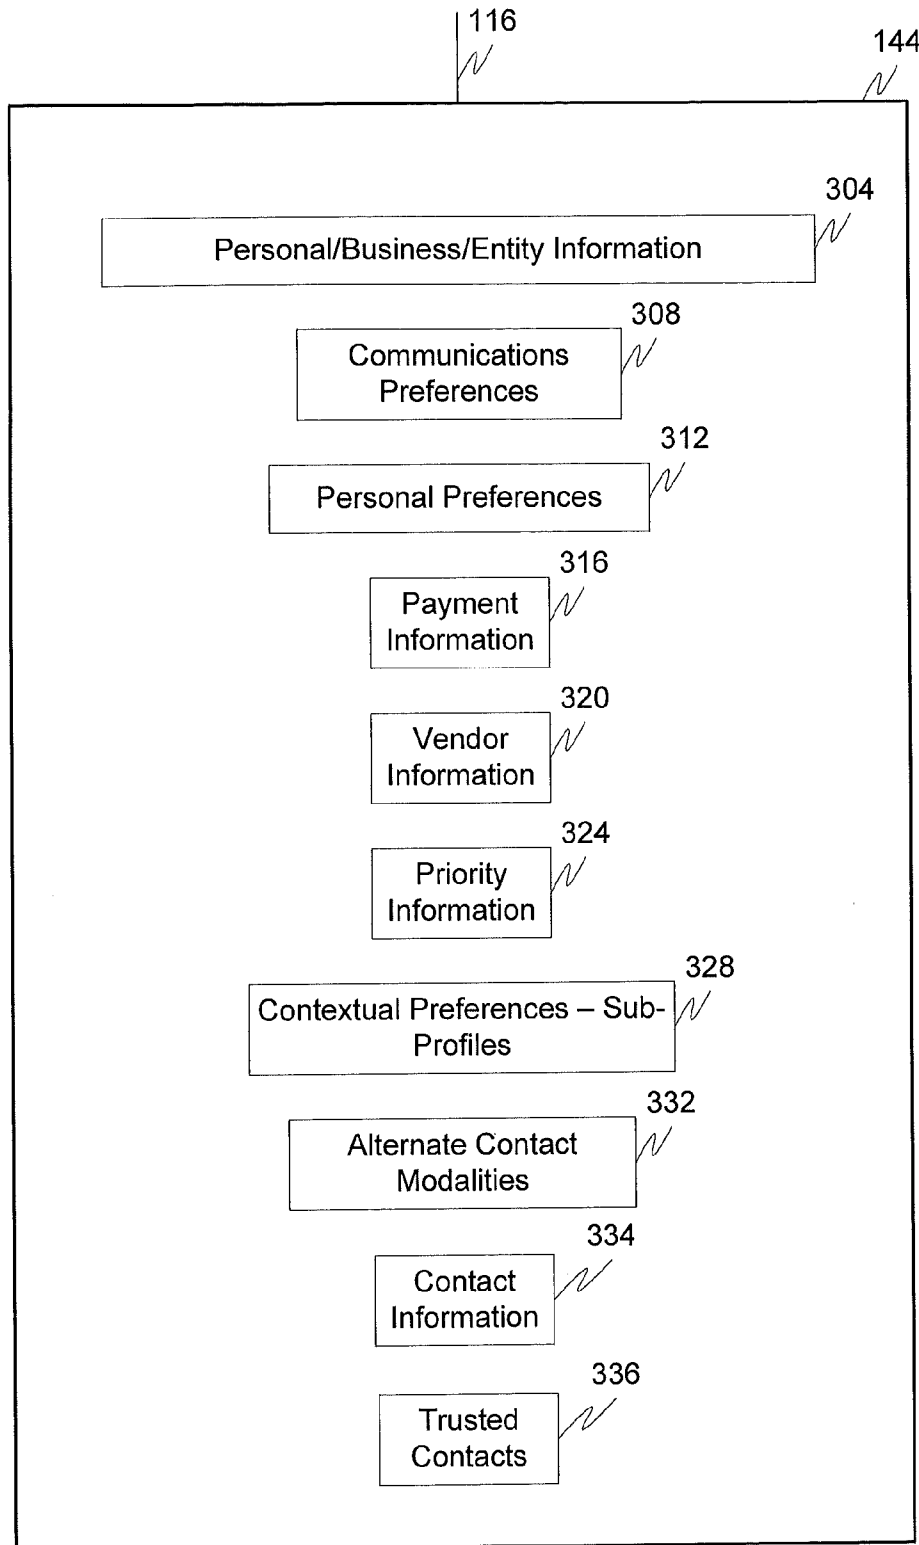 116
144
304
Personal/Business/Entity Information
308
Communications
Preferences
312
Personal Preferences
316
Payment
Information
320
Vendor
Information
324
Priority
Information
328
Contextual Preferences – Sub-
Profiles
332
Alternate Contact
Modalities
334
Contact
Information
336
Trusted
Contacts